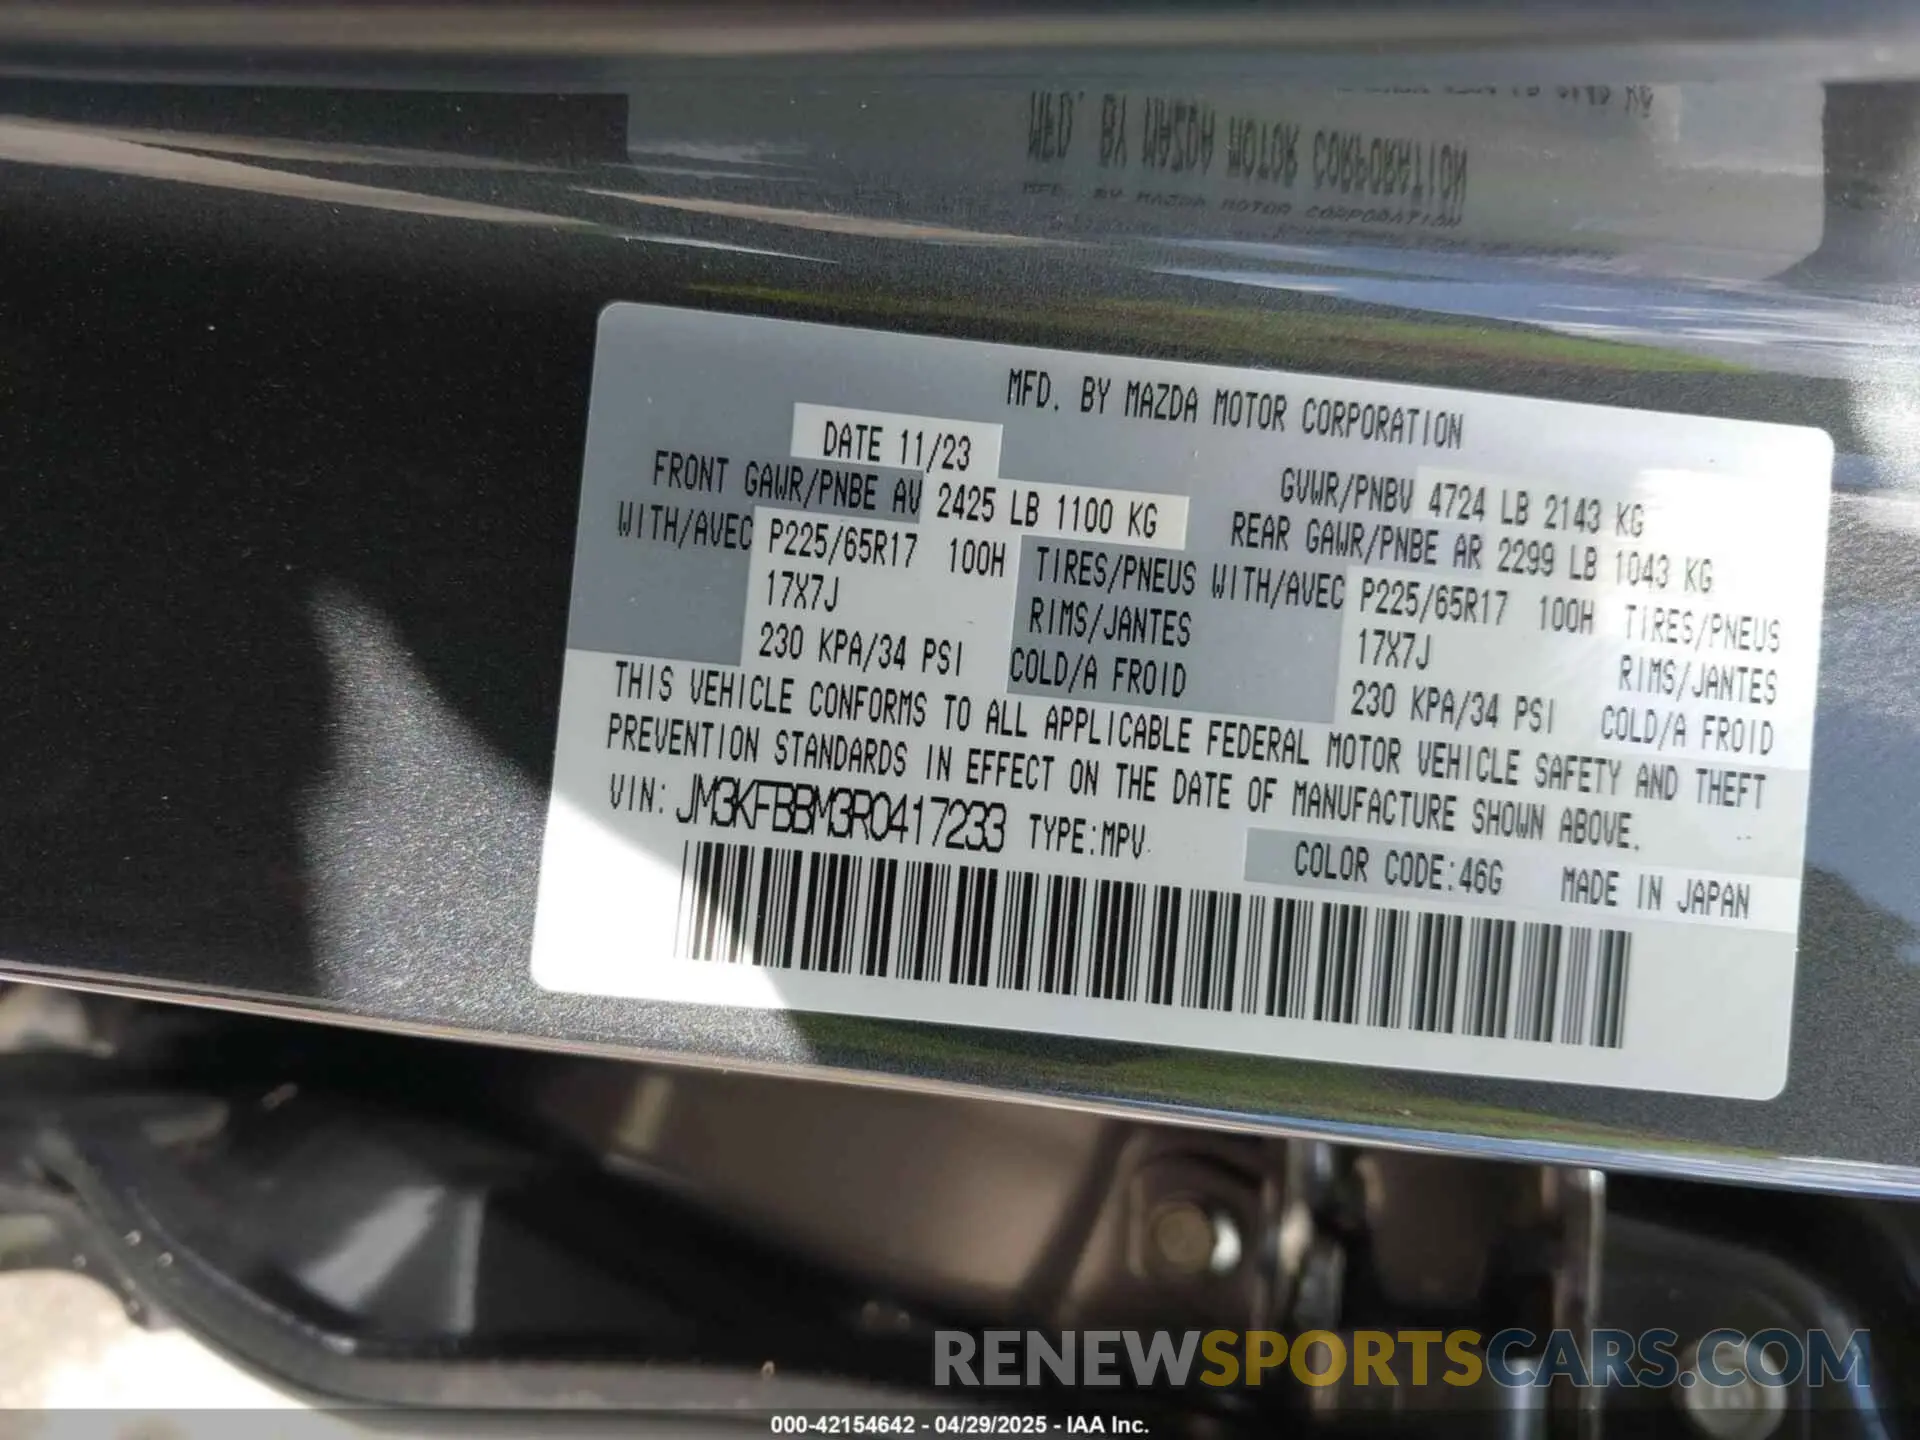 MFD. BY MAZDA MOTOR CORPORATION
DATE 11/23
GVWR/PNBV 4724 LB 2143 KG
FRONT GAWR/PNBE AV 2425 LB 1100 KG
REAR GAWR/PNBE AR 2299 LB 1043 KG
WITH/AVEC P225/65R17 100H TIRES/PNEUS WITH/AVEC P225/65R17 100H TIRES/PNEUS
17X7J RIMS/JANTES 17X7J RIMS/JANTES
230 KPA/34 PSI COLD/A FROID 230 KPA/34 PSI COLD/A FROID
THIS VEHICLE CONFORMS TO ALL APPLICABLE FEDERAL MOTOR VEHICLE SAFETY AND THEFT
PREVENTION STANDARDS IN EFFECT ON THE DATE OF MANUFACTURE SHOWN ABOVE.
VIN: JM3KFBBM3R0417233 TYPE:MPV
COLOR CODE:46G MADE IN JAPAN
RENEWSPORTSCARS.COM
000-42154642 - 04/29/2025 - IAA Inc.